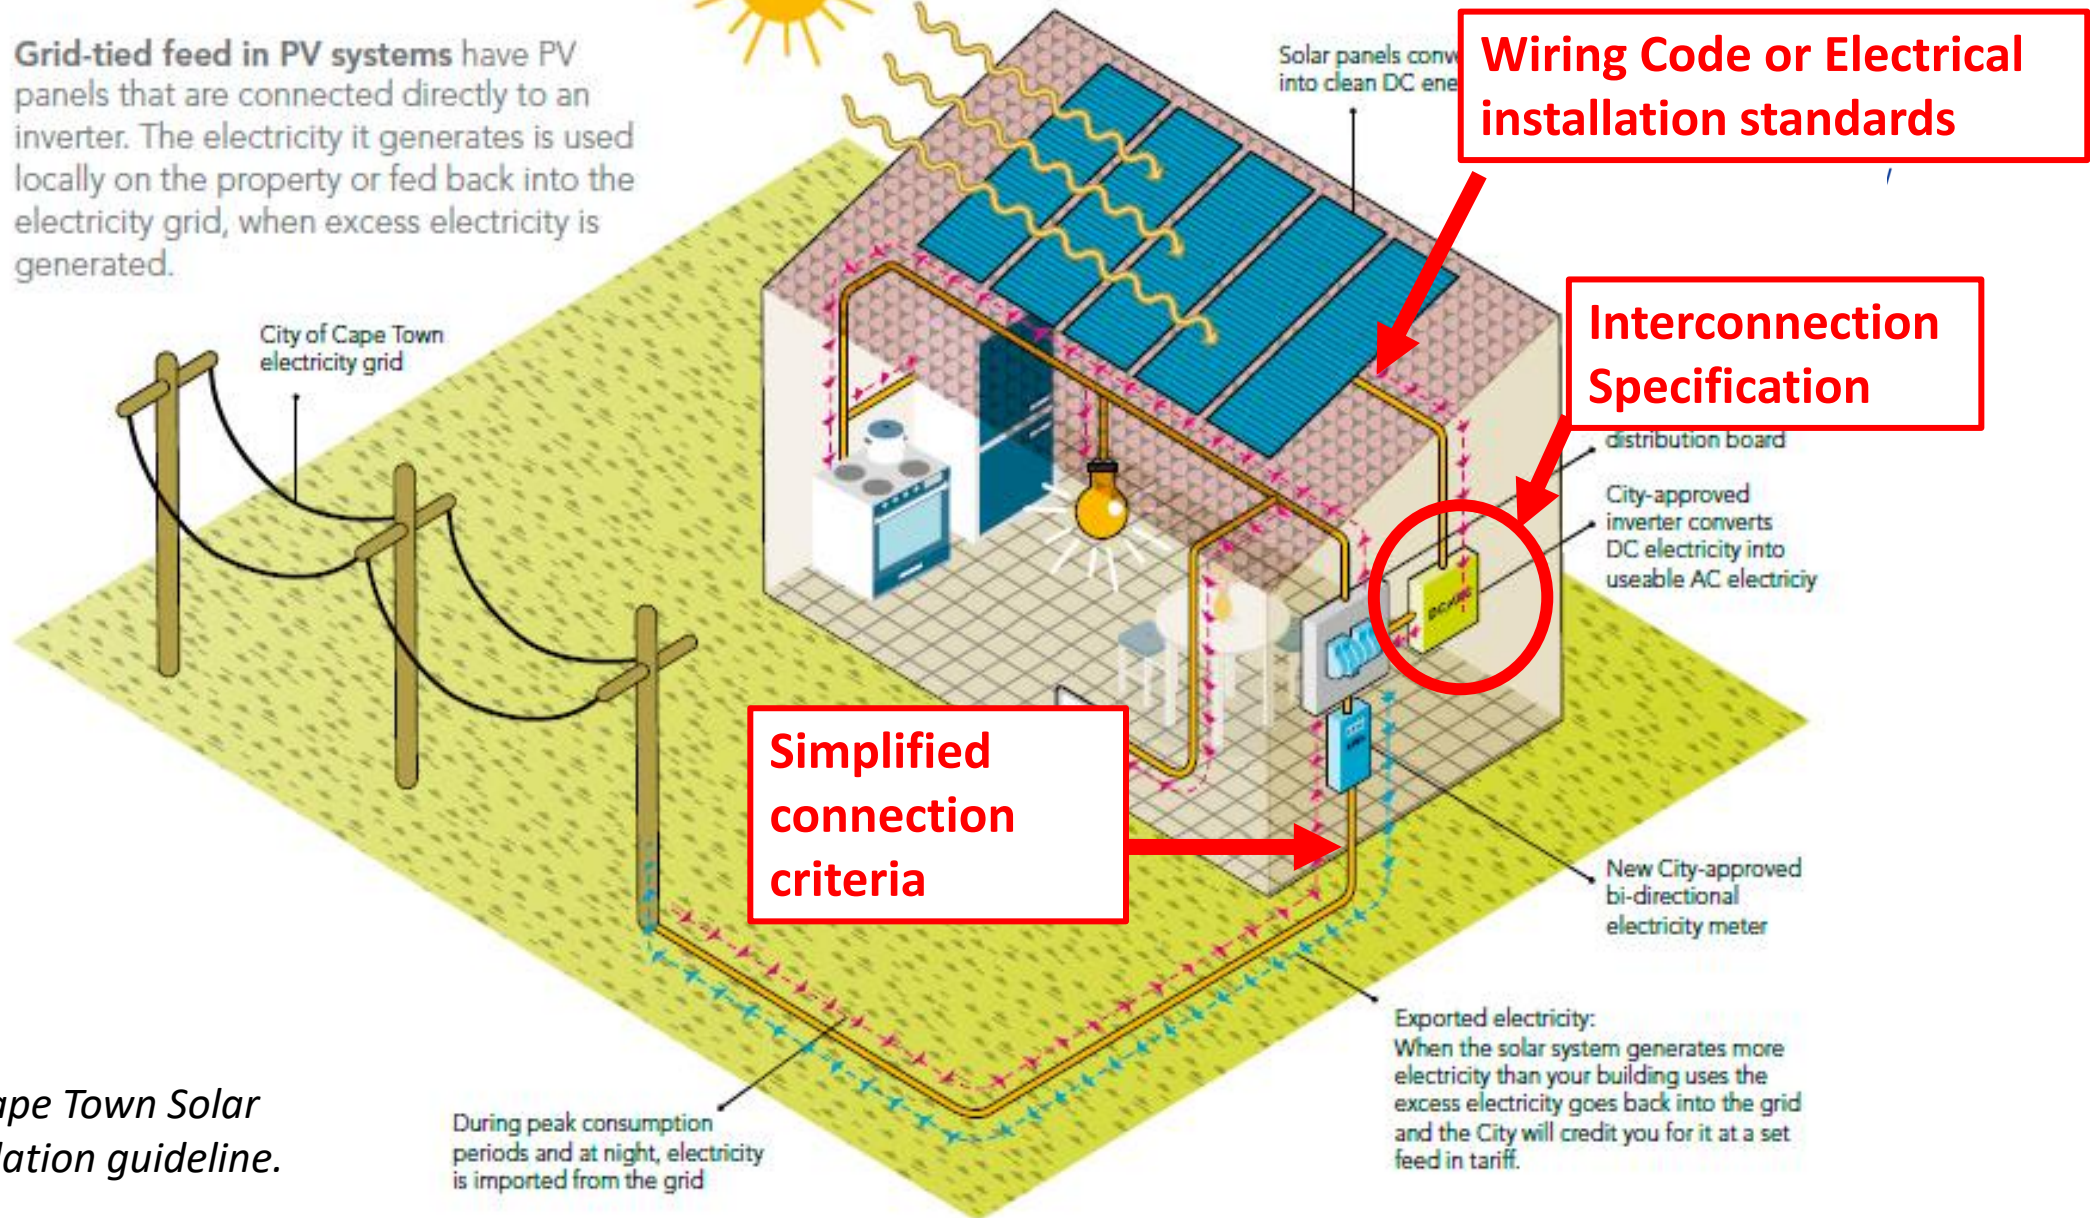 Grid-tied feed in PV systems have PV
panels that are connected directly to an
inverter. The electricity it generates is used
locally on the property or fed back into the
electricity grid, when excess electricity is
generated.
Solar panels
into clean DC
Wiring Code or Electrical
installation standards
Interconnection
Specification
City of Cape Town
electricity grid
distribution board
City-approved
inverter converts
DC electricity into
useable AC electriciy
Simplified
connection
criteria
New City-approved
bi-directional
electricity meter
Exported electricity:
When the solar system generates more
electricity than your building uses the
excess electricity goes back into the grid
and the City will credit you for it at a set
feed in tariff.
During peak consumption
periods and at night, electricity
is imported from the grid
Town Solar
guideline.